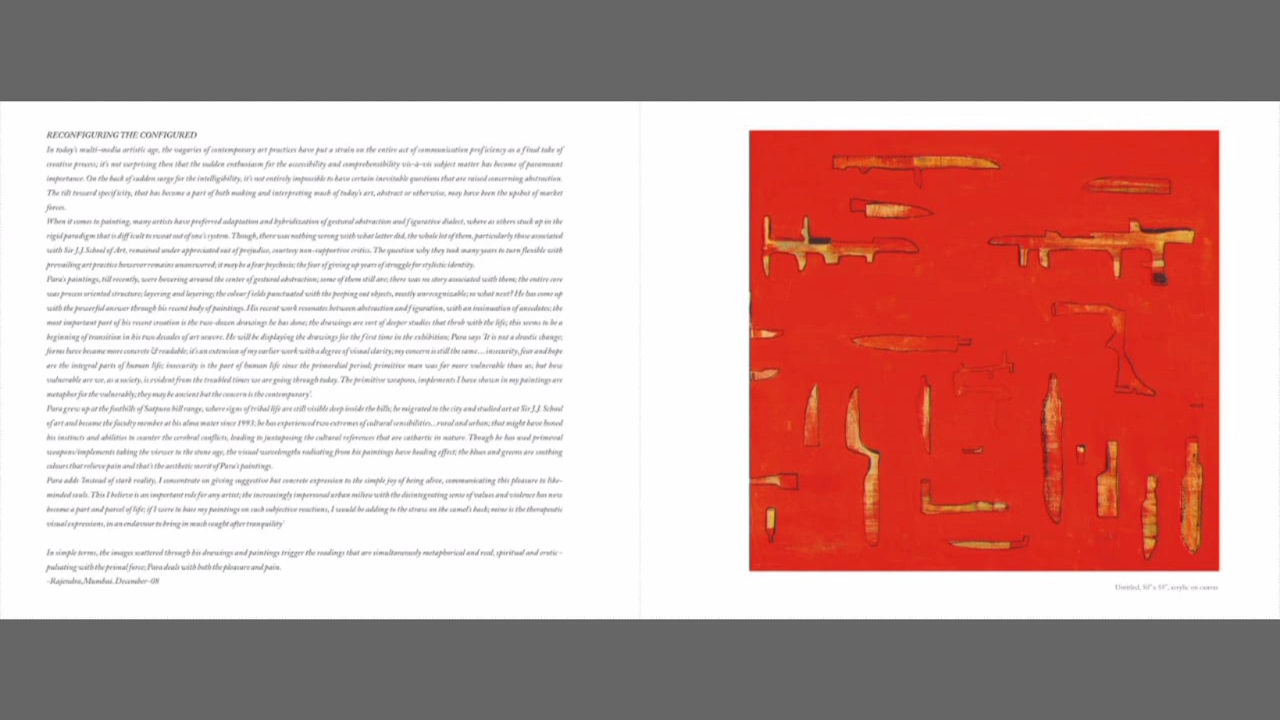 RECONFIGURING THE CONFIGURED
In today's multi-media artistic age, the vagaries of contemporary art practices have put a strain on the entire act of communication proficiency as a final take of
creative process; it's not surprising then that the sudden enthusiasm for the accessibility and comprehensibility vis-à-vis subject matter has become of paramount
importance. On the back of sudden surge for the intelligibility, it's not entirely impossible to have certain inevitable questions that are raised concerning abstraction.
The tilt toward specificity, that has become a part of both making and interpreting much of today's art, abstract or otherwise, may have been the upshot of market
forces.
When it comes to painting, many artists have preferred adaptation and hybridization of gestural abstraction and figurative dialect, where as others stuck up in the
rigid paradigm that is difficult to sweat out of one's system. Though, there was nothing wrong with what latter did, the whole lot of them, particularly those associated
with Sir J.J. School of Art, remained under appreciated out of prejudice, courtesy non-supportive critics. The question why they took many years to turn flexible with
prevailing art practice however remains unanswered; it may be a fear psychosis; the fear of giving up years of struggle for stylistic identity.
Para's paintings, till recently, were hovering around the center of gestural abstraction; some of them still are; there was no story associated with them; the entire core
was process oriented structure; layering and layering; the colour fields punctuated with the peeping out objects, mostly unrecognizable; so what next? He has come up
with the powerful answer through his recent body of paintings. His recent work resonates between abstraction and figuration, with an insinuation of anecdotes; the
most important part of his recent creation is the two-dozen drawings he has done; the drawings are sort of deeper studies that throb with the life; this seems to be a
beginning of transition in his two decades of art oeuvre. He will be displaying the drawings for the first time in the exhibition; Para says 'It is not a drastic change;
forms have became more concrete & readable; it's an extension of my earlier work with a degree of visual clarity; my concern is still the same...insecurity, fear and hope
are the integral parts of human life; insecurity is the part of human life since the primordial period; primitive man was far more vulnerable than us, but how
vulnerable are we, as a society, is evident from the troubled times we are going through today. The primitive weapons, implements I have shown in my paintings are
metaphor for the vulnerably; they may be ancient but the concern is the contemporary'.
Para grew up at the foothills of Satpura hill range, where signs of tribal life are still visible deep inside the hills; he migrated to the city and studied art at Sir J.J. School
of art and became the faculty member at his alma mater since 1993; he has experienced two extremes of cultural sensibilities...rural and urban; that might have honed
his instincts and abilities to counter the cerebral conflicts, leading to juxtaposing the cultural references that are cathartic in nature. Though he has used primeval
weapons/implements taking the viewer to the stone age, the visual wavelengths radiating from his paintings have healing effect; the blues and greens are soothing
colours that relieve pain and that's the aesthetic merit of Para's paintings.
Para adds 'Instead of stark reality, I concentrate on giving suggestive but concrete expression to the simple joy of being alive, communicating this pleasure to like-
minded souls. This I believe is an important role for any artist; the increasingly impersonal urban milieu with the disintegrating sense of values and violence has now
become a part and parcel of life; if I were to base my paintings on such subjective reactions, I would be adding to the straw on the camel's back; mine is the therapeutic
visual expressions, in an endavour to bring in much sought after tranquility'
In simple terms, the images scattered through his drawings and paintings trigger the readings that are simultaneously metaphorical and real, spiritual and erotic-
pulsating with the primal force; Para deals with both the pleasure and pain.
-Rajendra, Mumbai. December-08
Untitled, acrylic on canvas